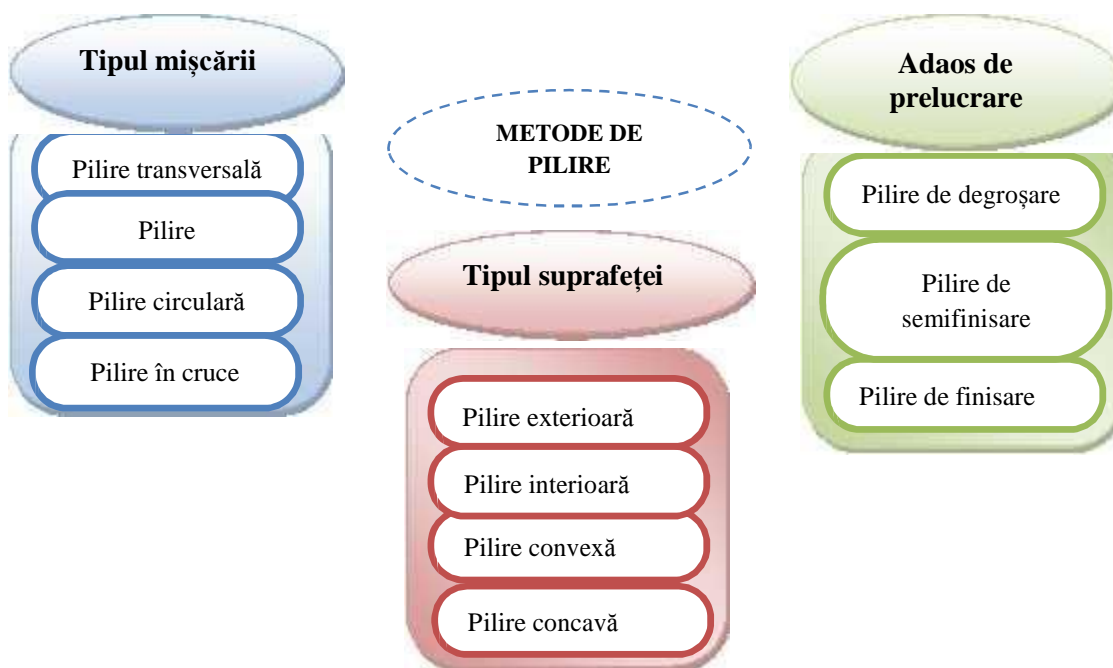 Tipul mișcării
Pilire transversală
Pilire
Pilire circulară
Pilire în cruce
METODE DE
PILIRE
Tipul suprafeței
Pilire exterioară
Pilire interioară
Pilire convexă
Pilire concavă
Adaos de
prelucrare
Pilire de degroșare
Pilire de
semifinisare
Pilire de finisare